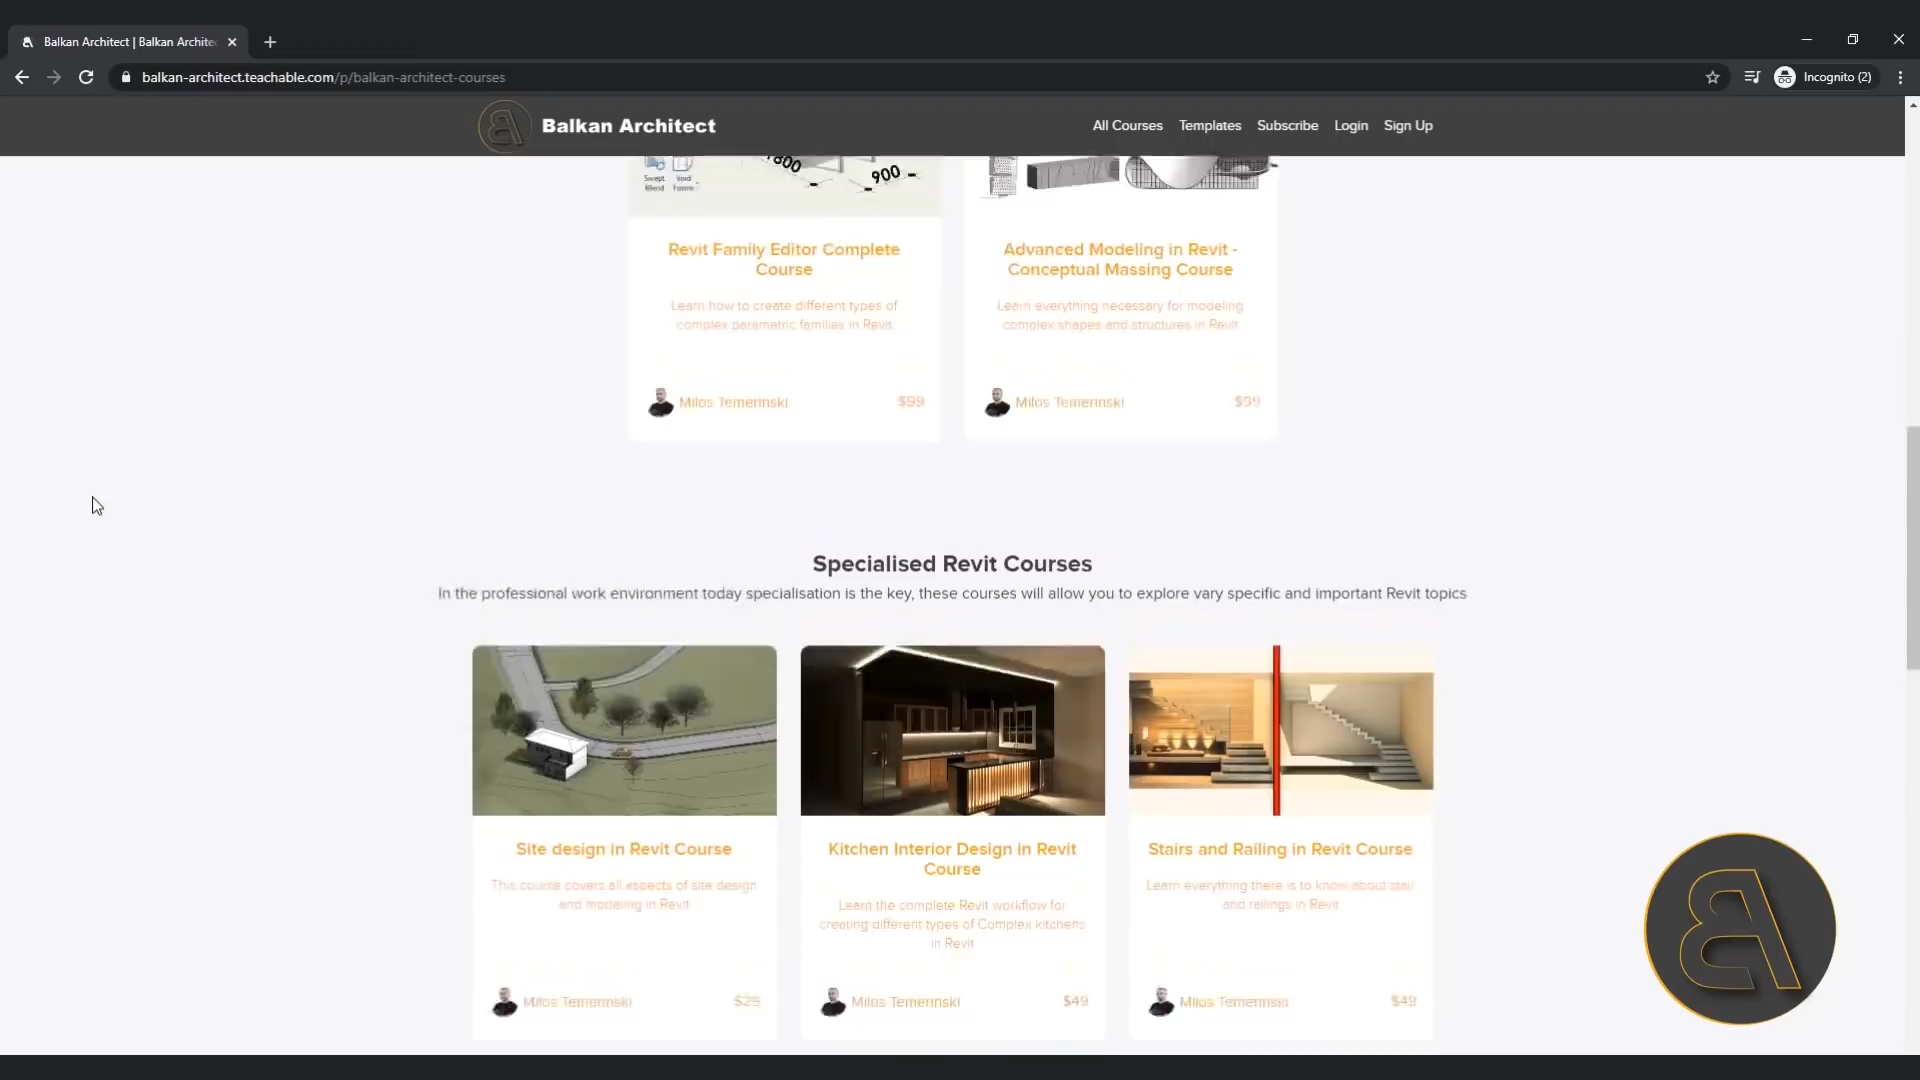 Balkan Architect | Balkan Archite
balkan-architect.teachable.com/p/balkan-architect-courses
Incognito (2)
Balkan Architect
All Courses Templates Subscribe Login Sign Up
Swept Void
Blend Forms
1800
900
Revit Family Editor Complete
Course
Learn how to create different types of
complex parametric families in Revit
Milos Temerinski $99
Advanced Modeling in Revit -
Conceptual Massing Course
Learn everything necessary for modeling
complex shapes and structures in Revit
Milos Temerinski
Specialised Revit Courses
In the professional work environment today specialisation is the key, these courses will allow you to explore vary specific and important Revit topics
Site design in Revit Course
This course covers all aspects of site design
and modeling in Revit
Milos Temerinski $29
Kitchen Interior Design in Revit
Course
Learn the complete Revit workflow for
creating different types of Complex kitchens
in Revit
Milos Temerinski $49
Stairs and Railing in Revit Course
Learn everything there is to know about stair
and railings in Revit
Milos Temerinski $49